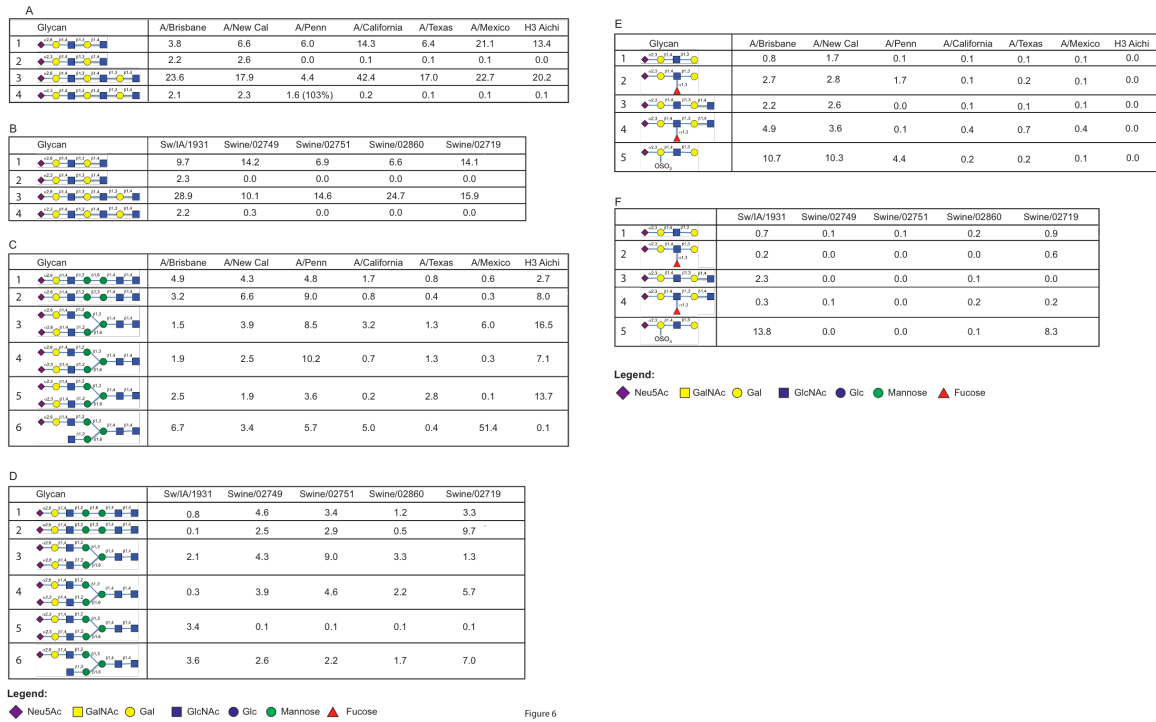 A
Glycan A/Brisbane A/New Cal A/Penn A/California A/Texas A/Mexico H3 Aichi
1 3.8 6.6 6.0 14.3 6.4 21.1 13.4
2 2.2 2.6 0.0 0.1 0.1 0.1 0.0
3 23.6 17.9 4.4 42.4 17.0 22.7 20.2
4 2.1 2.3 1.6 (103%) 0.2 0.1 0.1 0.1
B
Glycan Sw/IA/1931 Swine/02749 Swine/02751 Swine/02860 Swine/02719
1 9.7 14.2 6.9 6.6 14.1
2 2.3 0.0 0.0 0.0 0.0
3 28.9 10.1 14.6 24.7 15.9
4 2.2 0.3 0.0 0.0 0.0
C
Glycan A/Brisbane A/New Cal A/Penn A/California A/Texas A/Mexico H3 Aichi
1 4.9 4.3 4.8 1.7 0.8 0.6 2.7
2 3.2 6.6 9.0 0.8 0.4 0.3 8.0
3 1.5 3.9 8.5 3.2 1.3 6.0 16.5
4 1.9 2.5 10.2 0.7 1.3 0.3 7.1
5 2.5 1.9 3.6 0.2 2.8 0.1 13.7
6 6.7 3.4 5.7 5.0 0.4 51.4 0.1
D
Glycan Sw/IA/1931 Swine/02749 Swine/02751 Swine/02860 Swine/02719
1 0.8 4.6 3.4 1.2 3.3
2 0.1 2.5 2.9 0.5 9.7
3 2.1 4.3 9.0 3.3 1.3
4 0.3 3.9 4.6 2.2 5.7
5 3.4 0.1 0.1 0.1 0.1
6 3.6 2.6 2.2 1.7 7.0
Legend:
Neu5Ac GalNAc Gal GlcNAc Glc Mannose Fucose
Figure 6
E
Glycan A/Brisbane A/New Cal A/Penn A/California A/Texas A/Mexico H3 Aichi
1 0.8 1.7 0.1 0.1 0.1 0.1 0.0
2 2.7 2.8 1.7 0.1 0.2 0.1 0.0
3 2.2 2.6 0.0 0.1 0.1 0.1 0.0
4 4.9 3.6 0.1 0.4 0.7 0.4 0.0
5 10.7 10.3 4.4 0.2 0.2 0.1 0.0
F
Sw/IA/1931 Swine/02749 Swine/02751 Swine/02860 Swine/02719
1 0.7 0.1 0.1 0.2 0.9
2 0.2 0.0 0.0 0.0 0.6
3 2.3 0.0 0.0 0.1 0.0
4 0.3 0.1 0.0 0.2 0.2
5 13.8 0.0 0.0 0.1 8.3
Legend:
Neu5Ac GalNAc Gal GlcNAc Glc Mannose Fucose